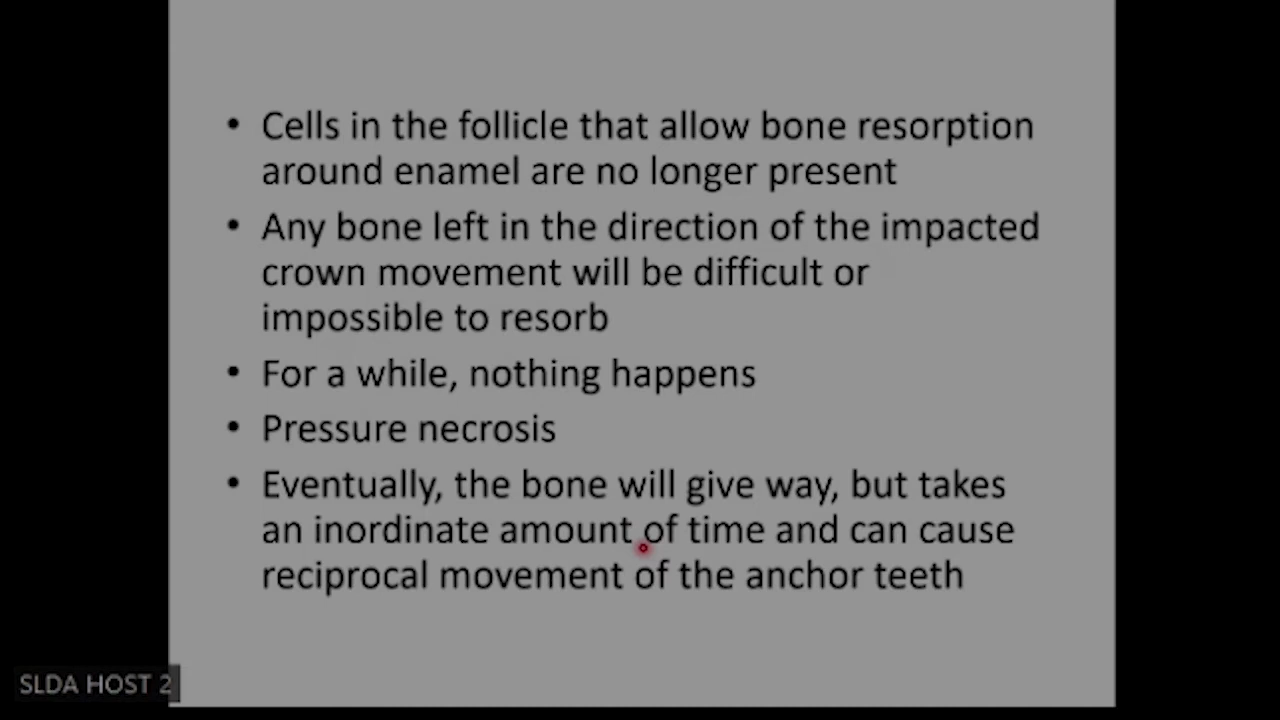 • Cells in the follicle that allow bone resorption
around enamel are no longer present
• Any bone left in the direction of the impacted
crown movement will be difficult or
impossible to resorb
• For a while, nothing happens
• Pressure necrosis
• Eventually, the bone will give way, but takes
an inordinate amount of time and can cause
reciprocal movement of the anchor teeth
SLDA HOST 2